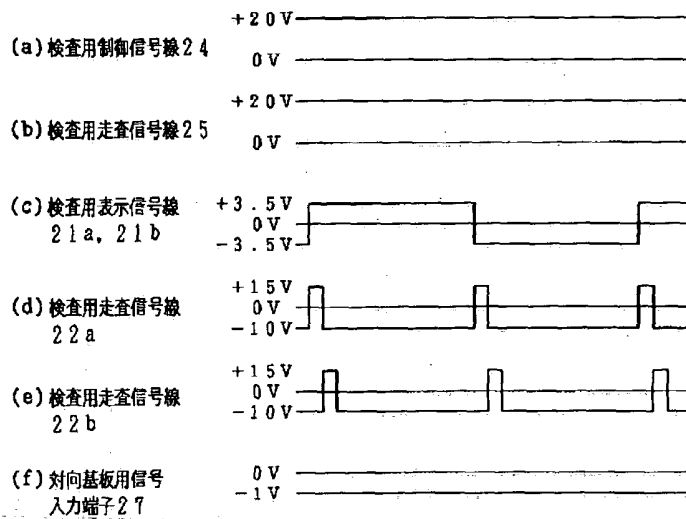 +20V
(a)検査用制御信号線24
0V
+20V
(b)検査用走査信号線25
0V
(c)検査用表示信号線 +3.5V
0V
21a, 21b
-3.5V
+15V
(d)検査用走査信号線 0V
22a -10V
+15V
(e)検査用走査信号線 0V
22b -10V
(f)対向基板用信号 0V
入力端子27 -1V